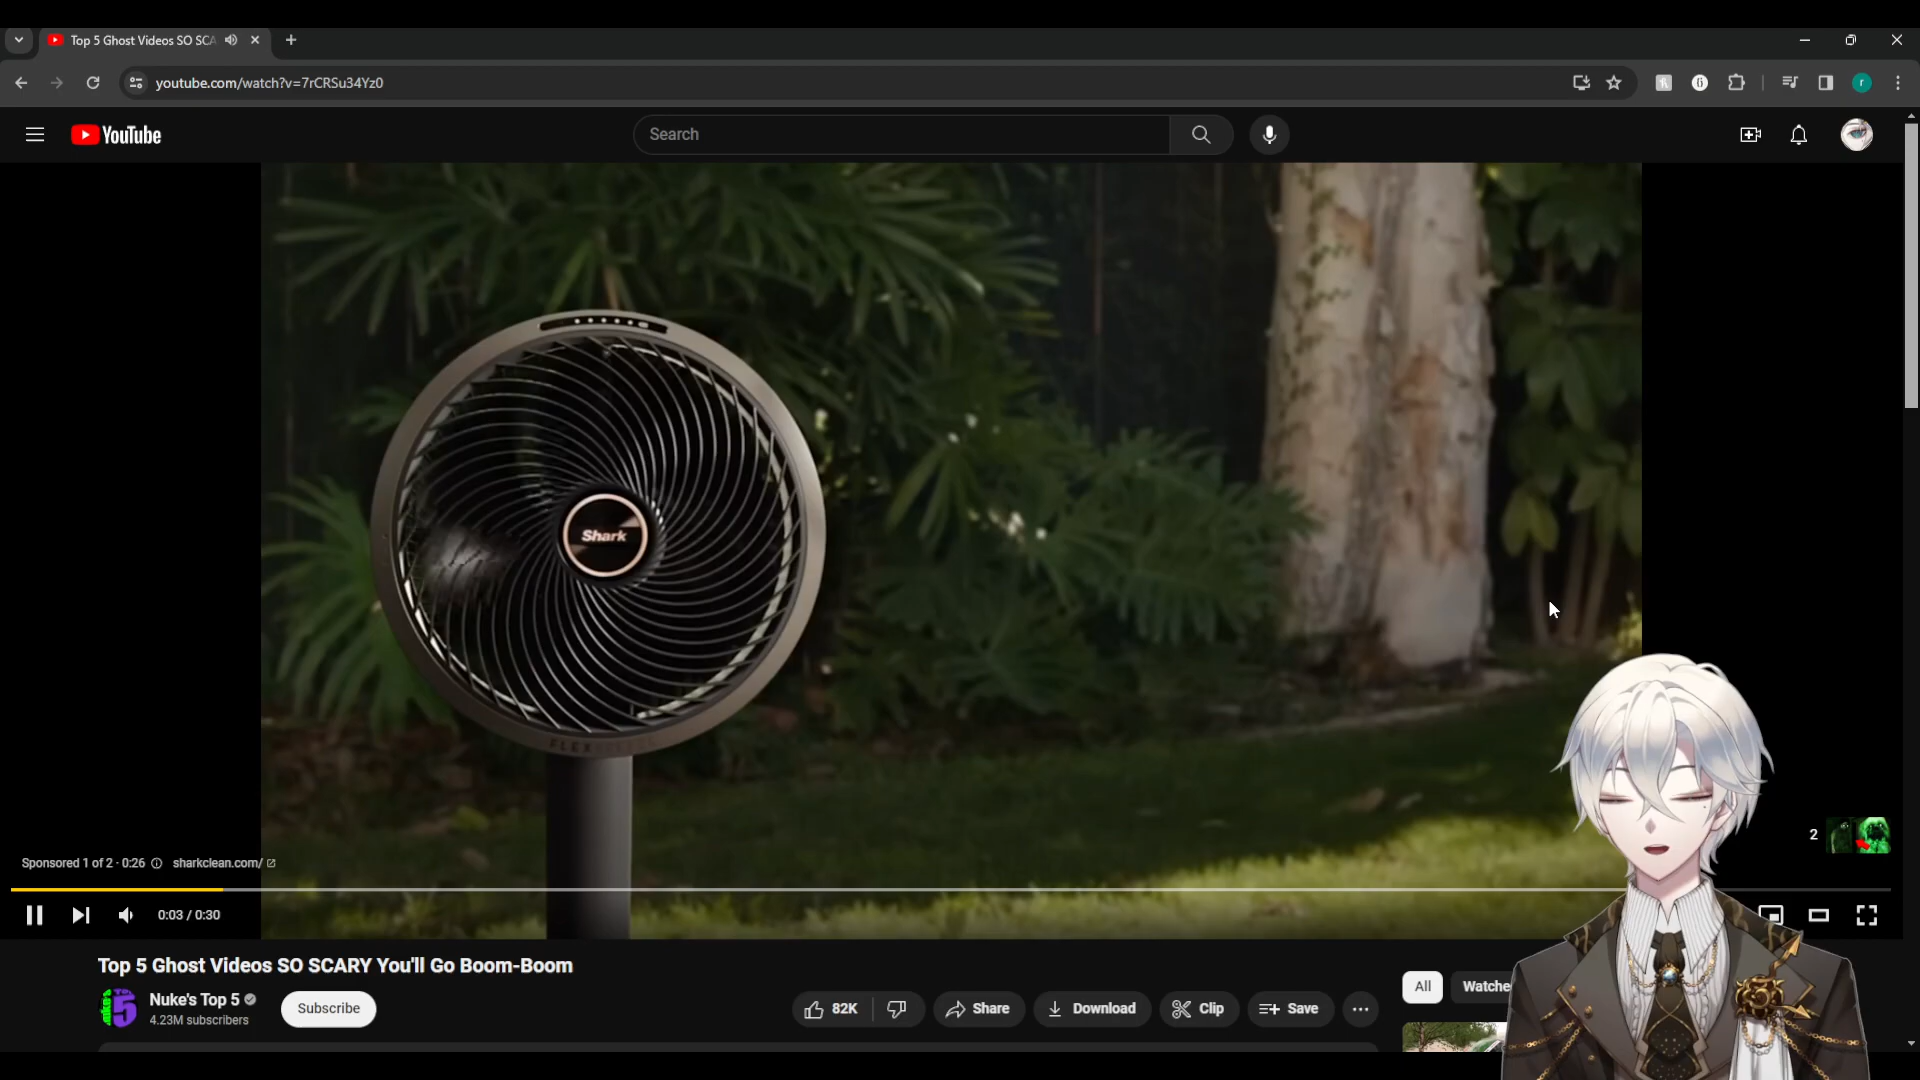 Top 5 Ghost Videos SO SCA
youtube.com/watch?v=7rCRSu34Yz0
YouTube
Search
Shark
Sponsored 1 of 2 · 0:26 sharkclean.com/
2
0:03 / 0:30
Top 5 Ghost Videos SO SCARY You'll Go Boom-Boom
Nuke's Top 5
4.23M subscribers
Subscribe
82K
Share
Download
Clip
Save
All
Watche